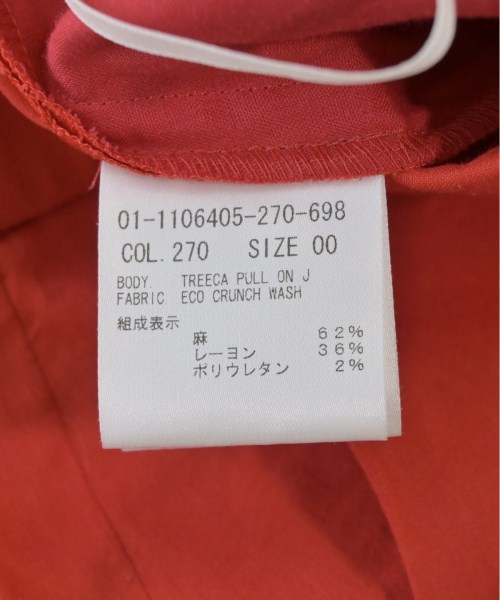 01-1106405-270-698
COL.270 SIZE 00
BODY. TREECA PULL ON J
FABRIC ECO CRUNCH WASH
組成表示
麻 62%
レーヨン 36%
ポリウレタン 2%